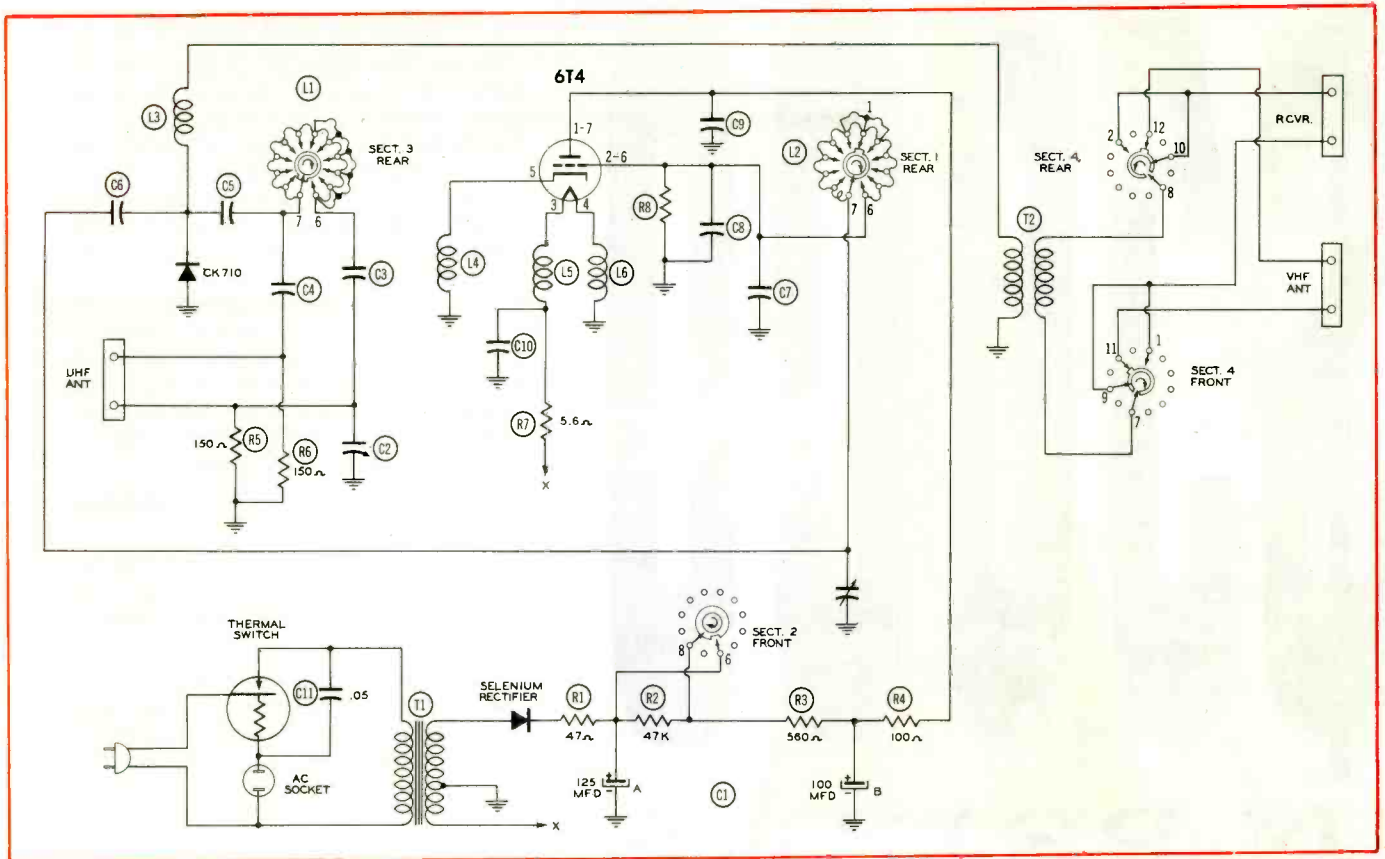 6T4
L1
L3
SECT. 3
REAR
C6
C5
7 6
CK710
C4
C3
UHF
ANT
150Ω
R5
R6
150Ω
C2
1-7
5
2-6
3 4
L4
L5
L6
C10
R7
5.6Ω
X
R8
C8
C9
C7
L2
1
SECT. 1
REAR
7 6
T2
SECT. 4,
REAR
2
12
10
8
RCVR.
VHF
ANT
11
1
9
7
SECT. 4
FRONT
THERMAL
SWITCH
C11
.05
AC
SOCKET
T1
SELENIUM
RECTIFIER
X
R1
47Ω
R2
47K
125
MFD
+
-
A
C1
8
6
SECT. 2
FRONT
R3
560Ω
R4
100Ω
100
MFD
+
-
B